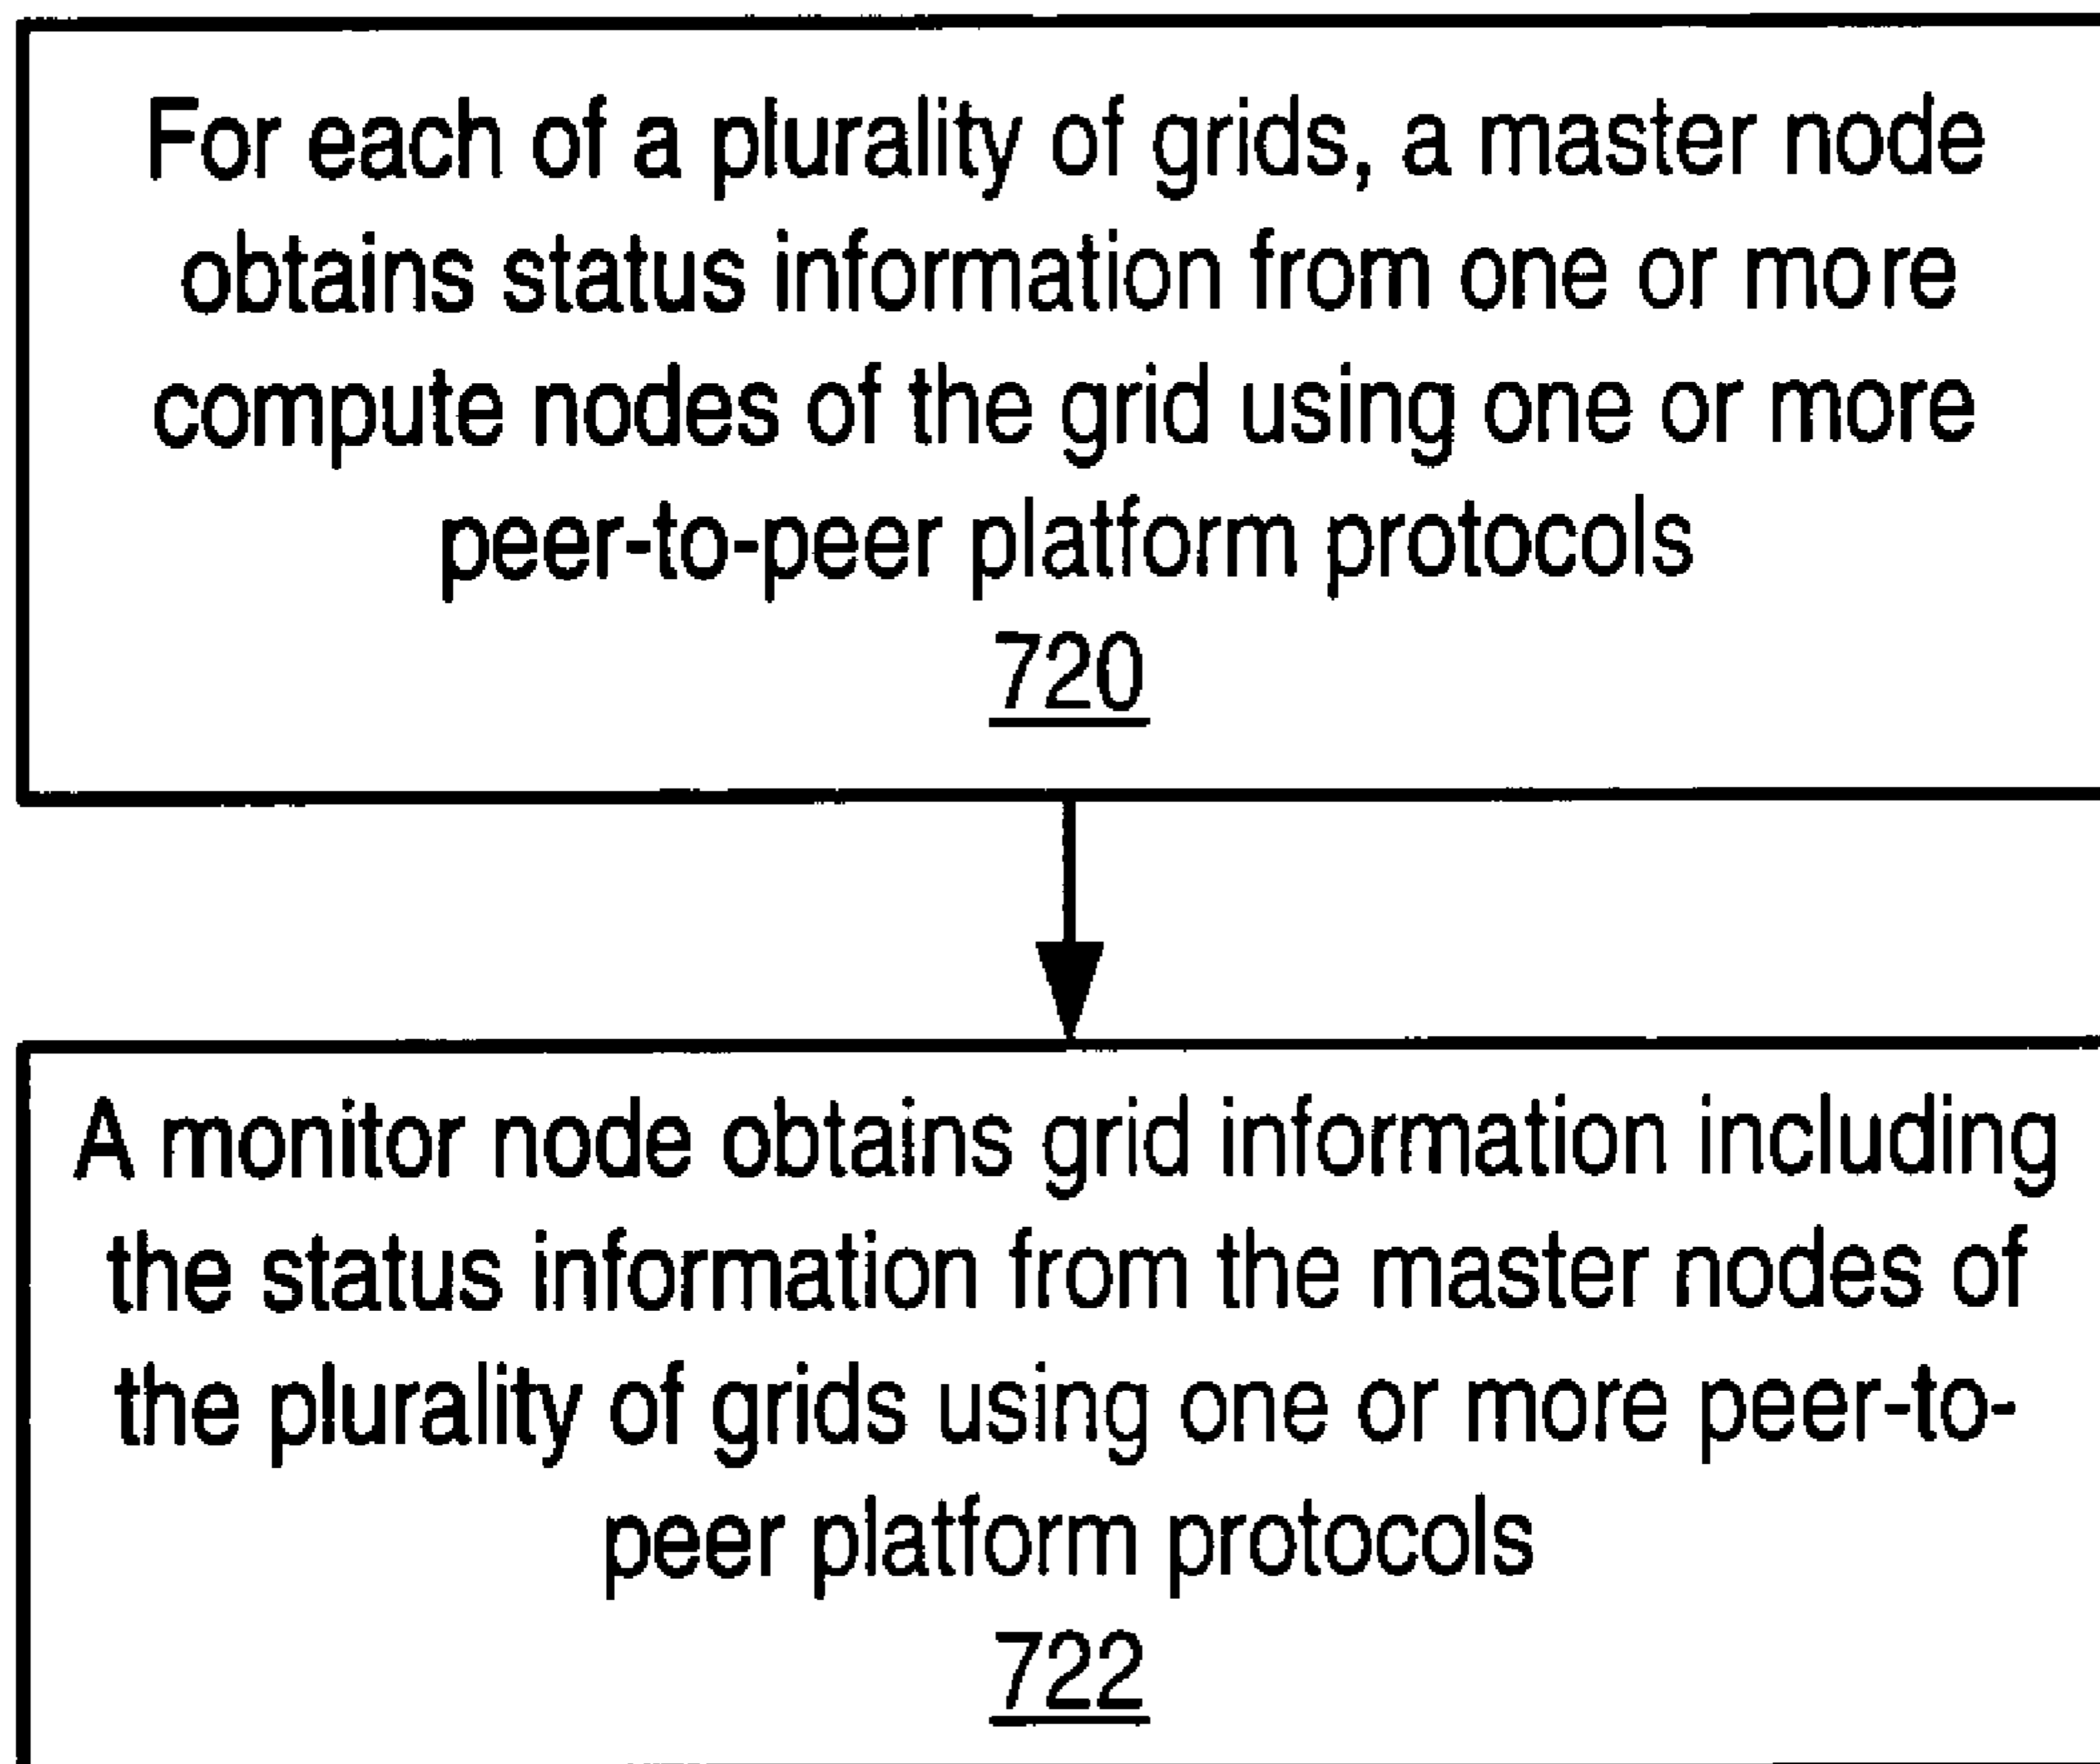 For each of a plurality of grids, a master node
obtains status information from one or more
compute nodes of the grid using one or more
peer-to-peer platform protocols
720
A monitor node obtains grid information including
the status information from the master nodes of
the plurality of grids using one or more peer-to-
peer platform protocols
722